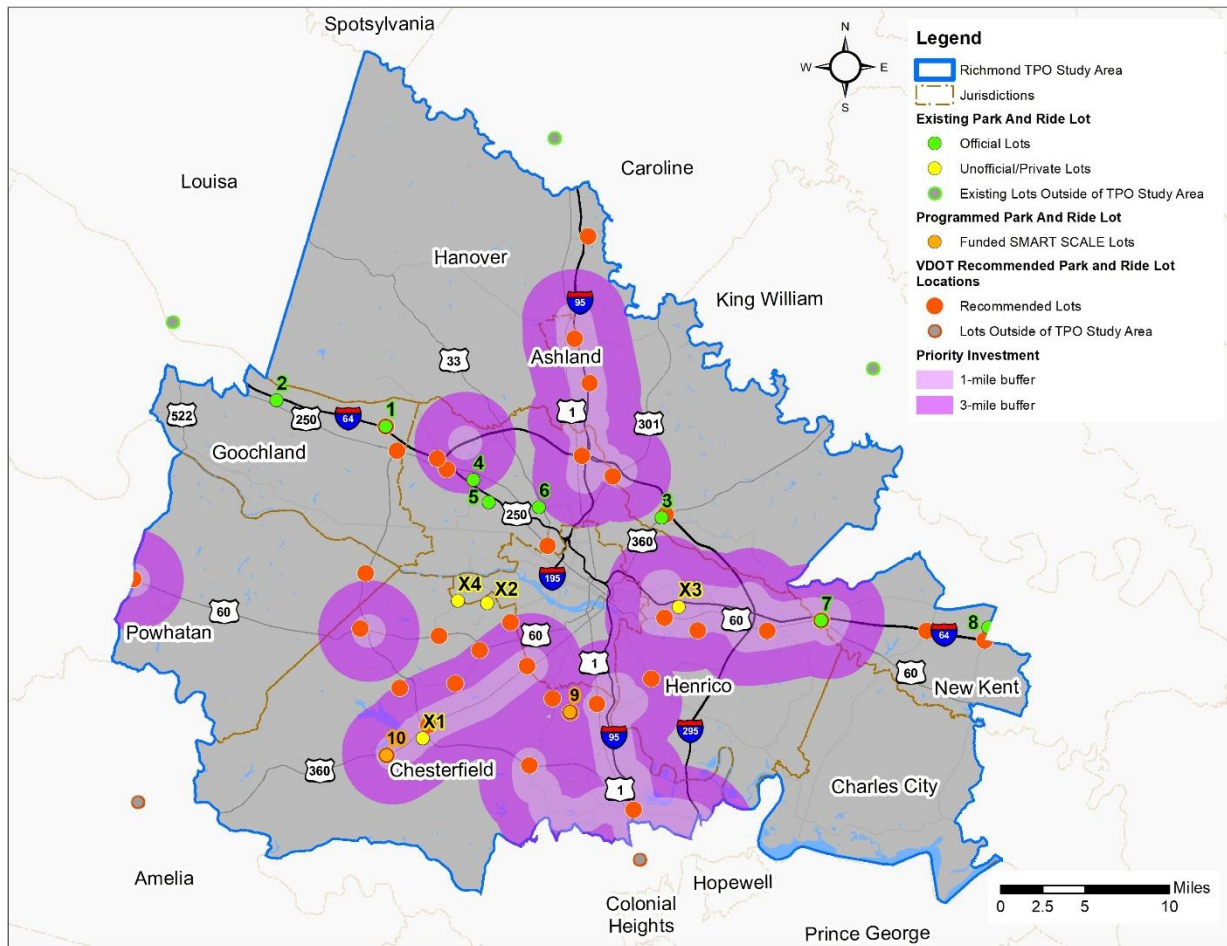 Spotsylvania
Louisa
Caroline
Hanover
King William
N
W
E
S
Legend
Richmond TPO Study Area
Jurisdictions
Existing Park And Ride Lot
Official Lots
Unofficial/Private Lots
Existing Lots Outside of TPO Study Area
Programmed Park And Ride Lot
Funded SMART SCALE Lots
VDOT Recommended Park and Ride Lot
Locations
Recommended Lots
Lots Outside of TPO Study Area
Priority Investment
1-mile buffer
3-mile buffer
95
33
Ashland
1
301
2
522
250
64
1
Goochland
4
5
250
6
3
360
195
X4
X2
X3
60
7
8
64
60
60
Powhatan
60
1
Henrico
New Kent
9
X1
10
95
295
Chesterfield
360
1
Charles City
Amelia
Hopewell
Colonial
Heights
Prince George
Miles
0
2.5
5
10